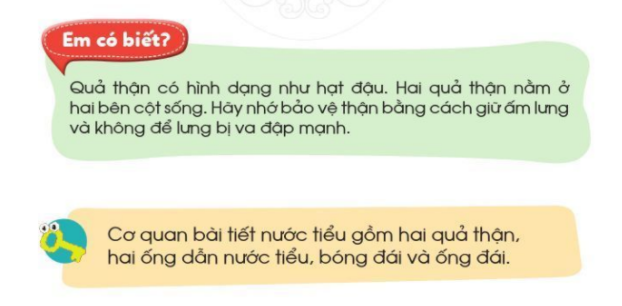 Em có biết?
Quả thận có hình dạng như hạt đậu. Hai quả thận nằm ở
hai bên cột sống. Hãy nhớ bảo vệ thận bằng cách giữ ấm lưng
và không để lưng bị va đập mạnh.
Cơ quan bài tiết nước tiểu gồm hai quả thận,
hai ống dẫn nước tiểu, bóng đái và ống đái.